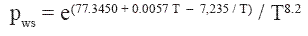 p_ws = e^(77.3450 + 0.0057 T − 7,235 / T) / T^8.2